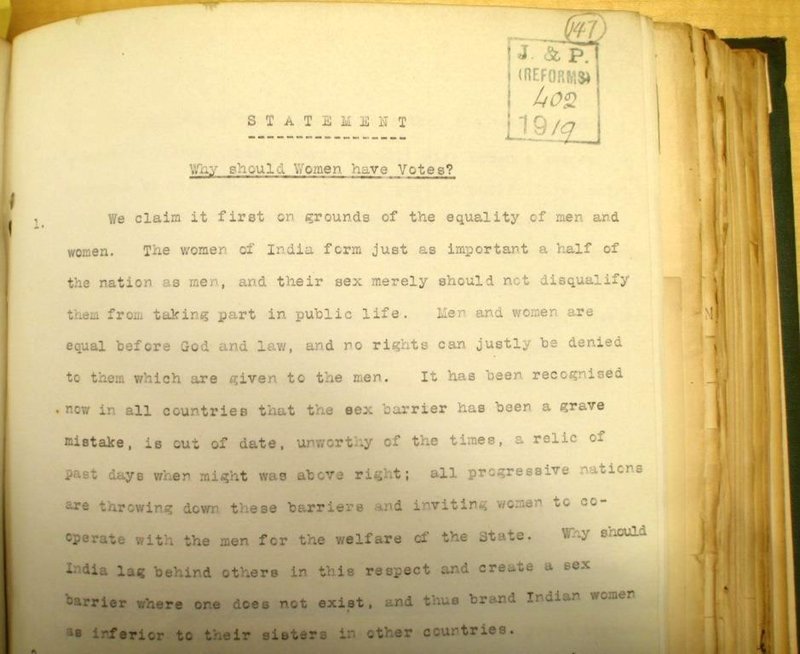 147
J. & P.
(REFORMS)
402
1919
STATEMENT
Why should Women have Votes?
1. We claim it first on grounds of the equality of men and
women. The women of India form just as important a half of
the nation as men, and their sex merely should not disqualify
them from taking part in public life. Men and women are
equal before God and law, and no rights can justly be denied
to them which are given to the men. It has been recognised
now in all countries that the sex barrier has been a grave
mistake, is out of date, unworthy of the times, a relic of
past days when might was above right; all progressive nations
are throwing down these barriers and inviting women to co-
operate with the men for the welfare of the State. Why should
India lag behind others in this respect and create a sex
barrier where one does not exist, and thus brand Indian women
as inferior to their sisters in other countries.
M